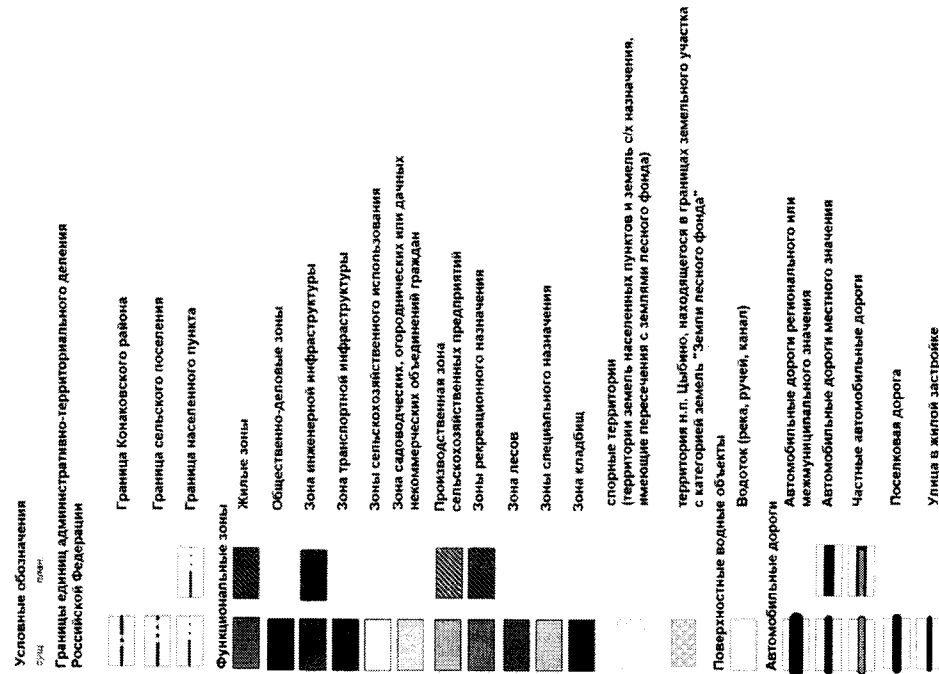 Условные обозначения
сущ. план.
Границы единиц административно-территориального деления
Российской Федерации
Граница Конаковского района
Граница сельского поселения
Граница населенного пункта
Функциональные зоны
Жилые зоны
Общественно-деловые зоны
Зона инженерной инфраструктуры
Зона транспортной инфраструктуры
Зоны сельскохозяйственного использования
Зона садоводческих, огороднических или дачных
некоммерческих объединений граждан
Производственная зона
сельскохозяйственных предприятий
Зоны рекреационного назначения
Зона лесов
Зоны специального назначения
Зона кладбищ
спорные территории
(территории земель населенных пунктов и земель с/х назначения,
имеющие пересечения с землями лесного фонда)
территория н.п. Цыбино, находящегося в границах земельного участка
с категорией земель "Земли лесного фонда"
Поверхностные водные объекты
Водоток (река, ручей, канал)
Автомобильные дороги
Автомобильные дороги регионального или
межмуниципального значения
Автомобильные дороги местного значения
Частные автомобильные дороги
Поселковая дорога
Улица в жилой застройке